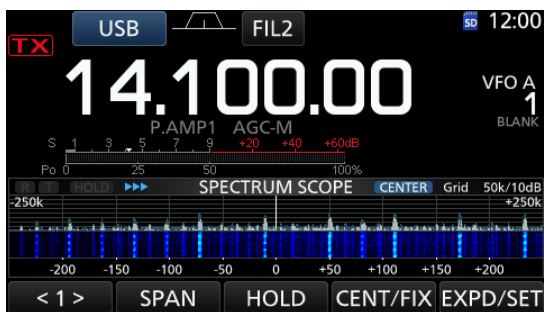 USB FIL2 SD 12:00
TX
14.100.00 VFO A
1
P.AMP1 AGC-M BLANK
S 1 3 5 7 9 +20 +40 +60dB
Po 0 25 50 100%
R T HOLD SPECTRUM SCOPE CENTER Grid 50k/10dB
-250k +250k
-200 -150 -100 -50 0 +50 +100 +150 +200
< 1 > SPAN HOLD CENT/FIX EXPD/SET